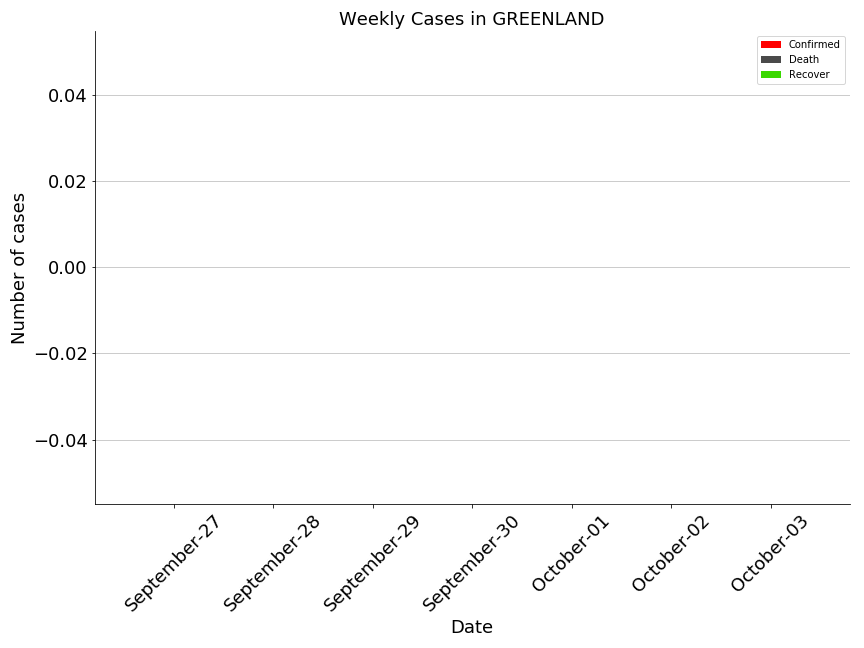 Weekly Cases in GREENLAND
Confirmed
Death
Recover
Number of cases
0.04
0.02
0.00
−0.02
−0.04
September-27
September-28
September-29
September-30
October-01
October-02
October-03
Date